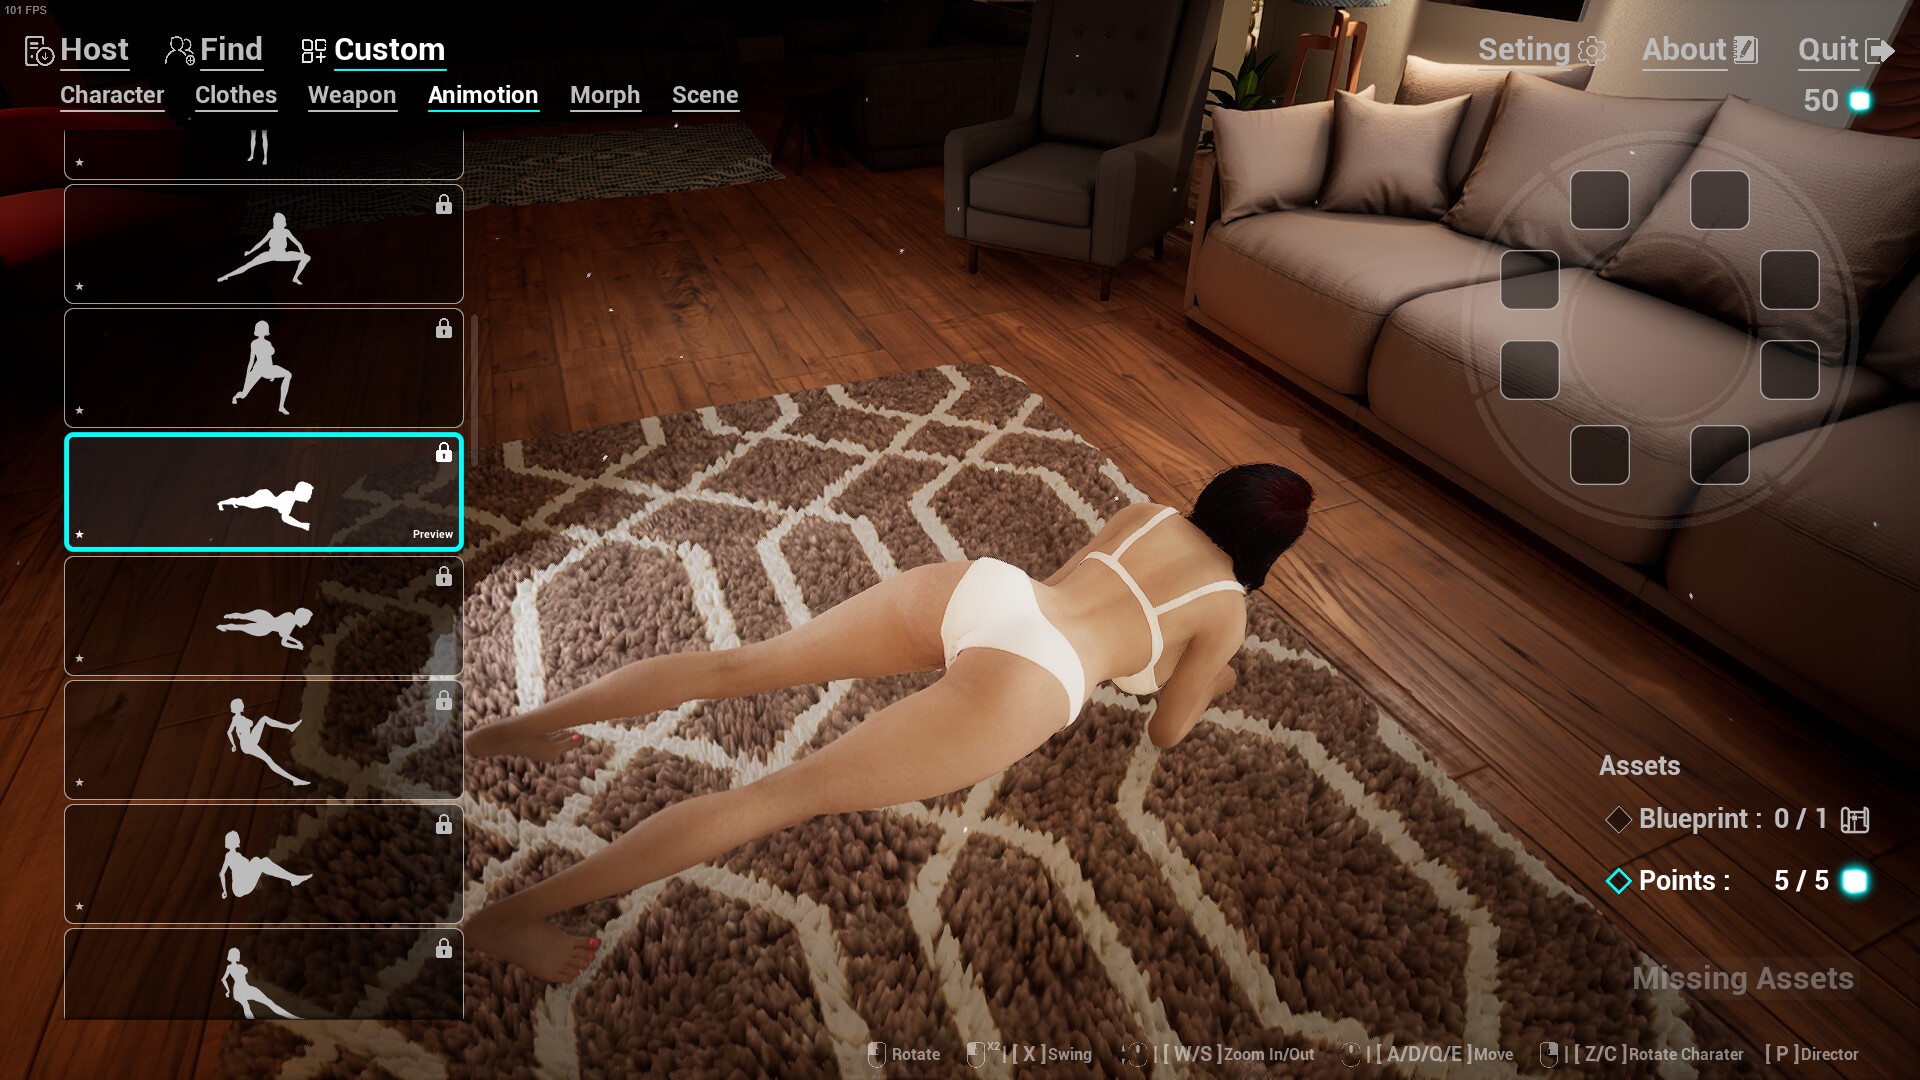 101 FPS
Host Find Custom
Seting About Quit
Character Clothes Weapon Animotion Morph Scene
50
Preview
Assets
Blueprint : 0 / 1
Points : 5 / 5
Missing Assets
Rotate X2 | [ X ]Swing | [ W/S ]Zoom In/Out | [ A/D/Q/E ]Move | [ Z/C ]Rotate Charater [ P ]Director